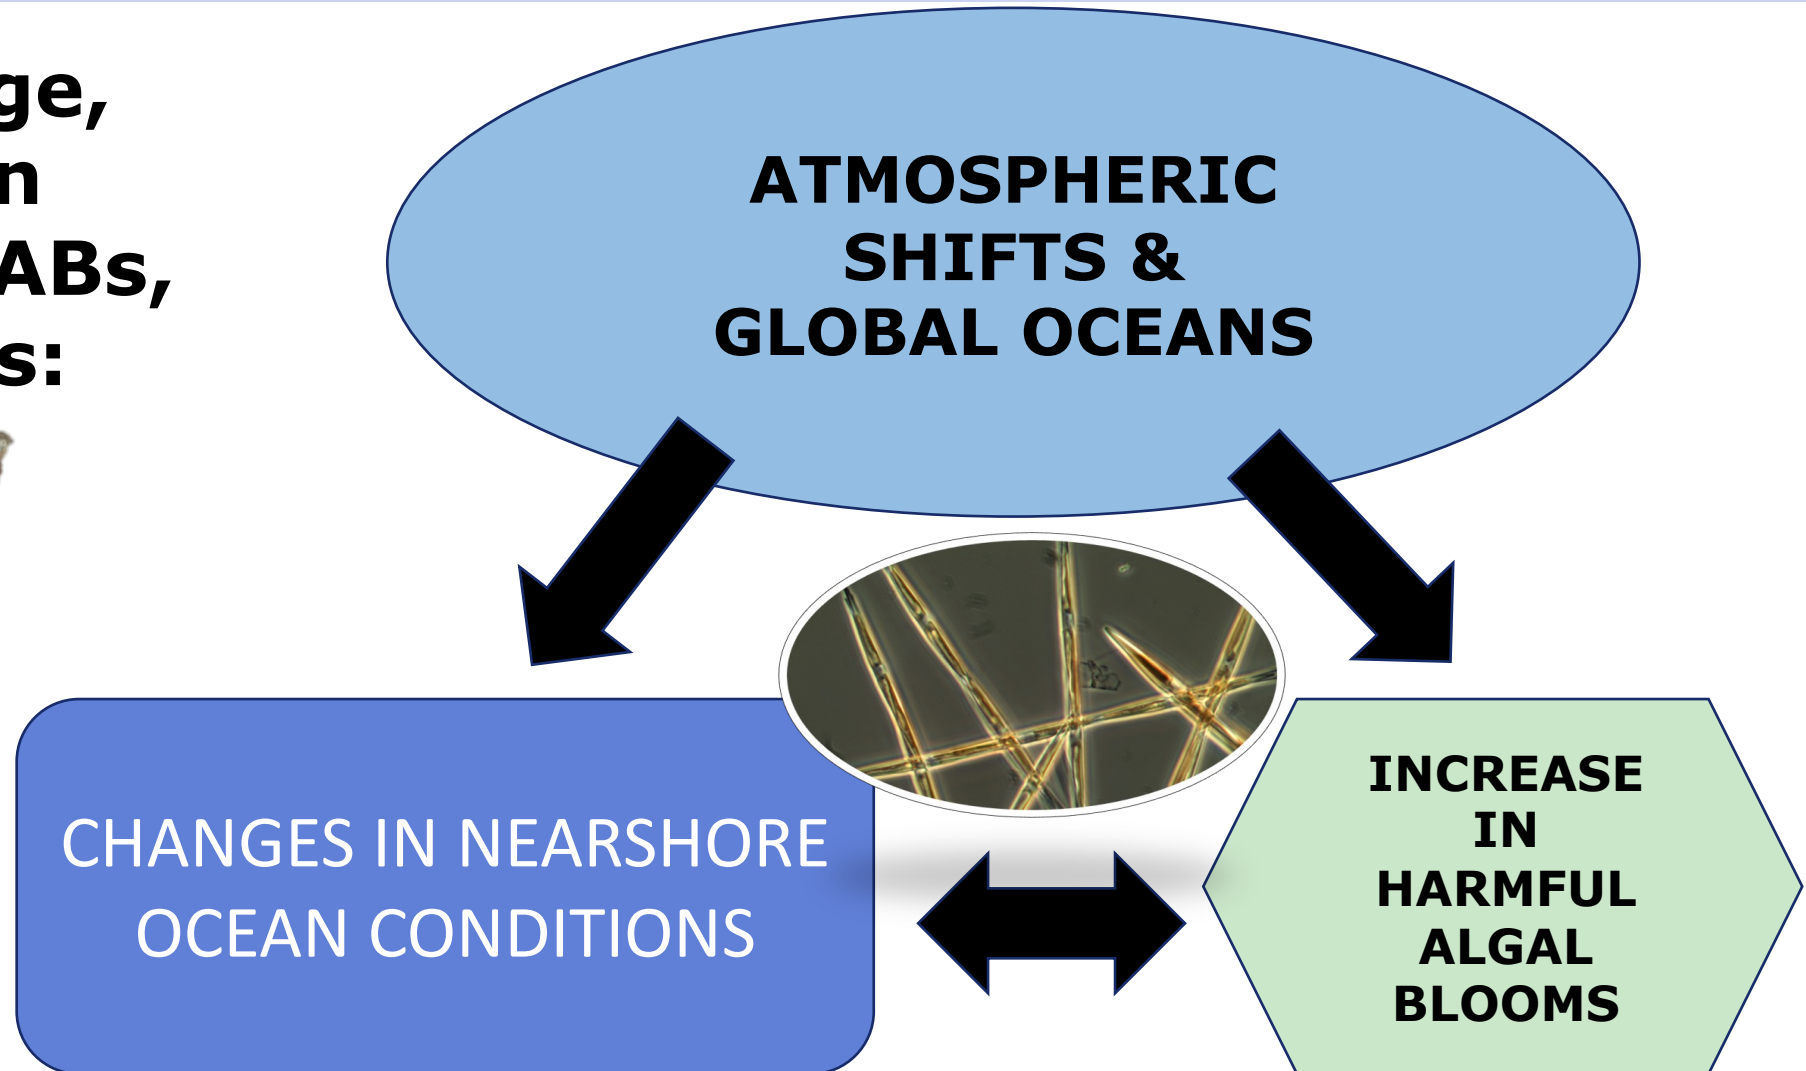 ge,
n
ABs,
s:
ATMOSPHERIC
SHIFTS &
GLOBAL OCEANS
CHANGES IN NEARSHORE
OCEAN CONDITIONS
INCREASE
IN
HARMFUL
ALGAL
BLOOMS